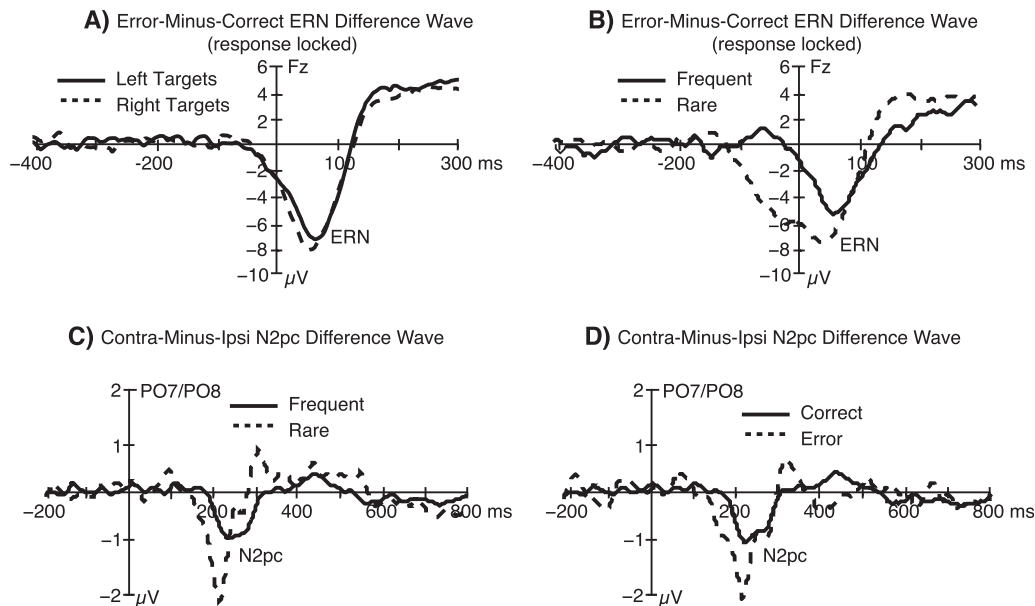 A) Error-Minus-Correct ERN Difference Wave
(response locked)
6
Fz
Left Targets
Right Targets
4
2
−400
−200
100
300 ms
−2
−4
−6
ERN
−8
−10
µV
B) Error-Minus-Correct ERN Difference Wave
(response locked)
6
Fz
Frequent
Rare
4
2
−400
−200
100
300 ms
−2
−4
−6
ERN
−8
−10
µV
C) Contra-Minus-Ipsi N2pc Difference Wave
2
PO7/PO8
Frequent
Rare
1
−200
200
400
600
800 ms
−1
N2pc
−2
µV
D) Contra-Minus-Ipsi N2pc Difference Wave
2
PO7/PO8
Correct
Error
1
−200
200
400
600
800 ms
−1
N2pc
−2
µV